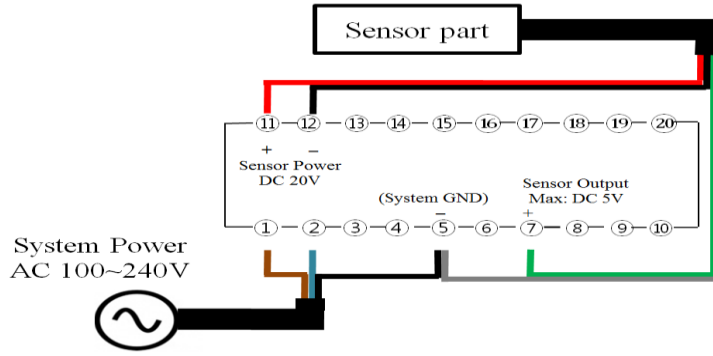 Sensor part
11 12 13 14 15 16 17 18 19 20
+ −
Sensor Power
DC 20V
(System GND)
−
Sensor Output
Max: DC 5V
+
1 2 3 4 5 6 7 8 9 10
System Power
AC 100~240V